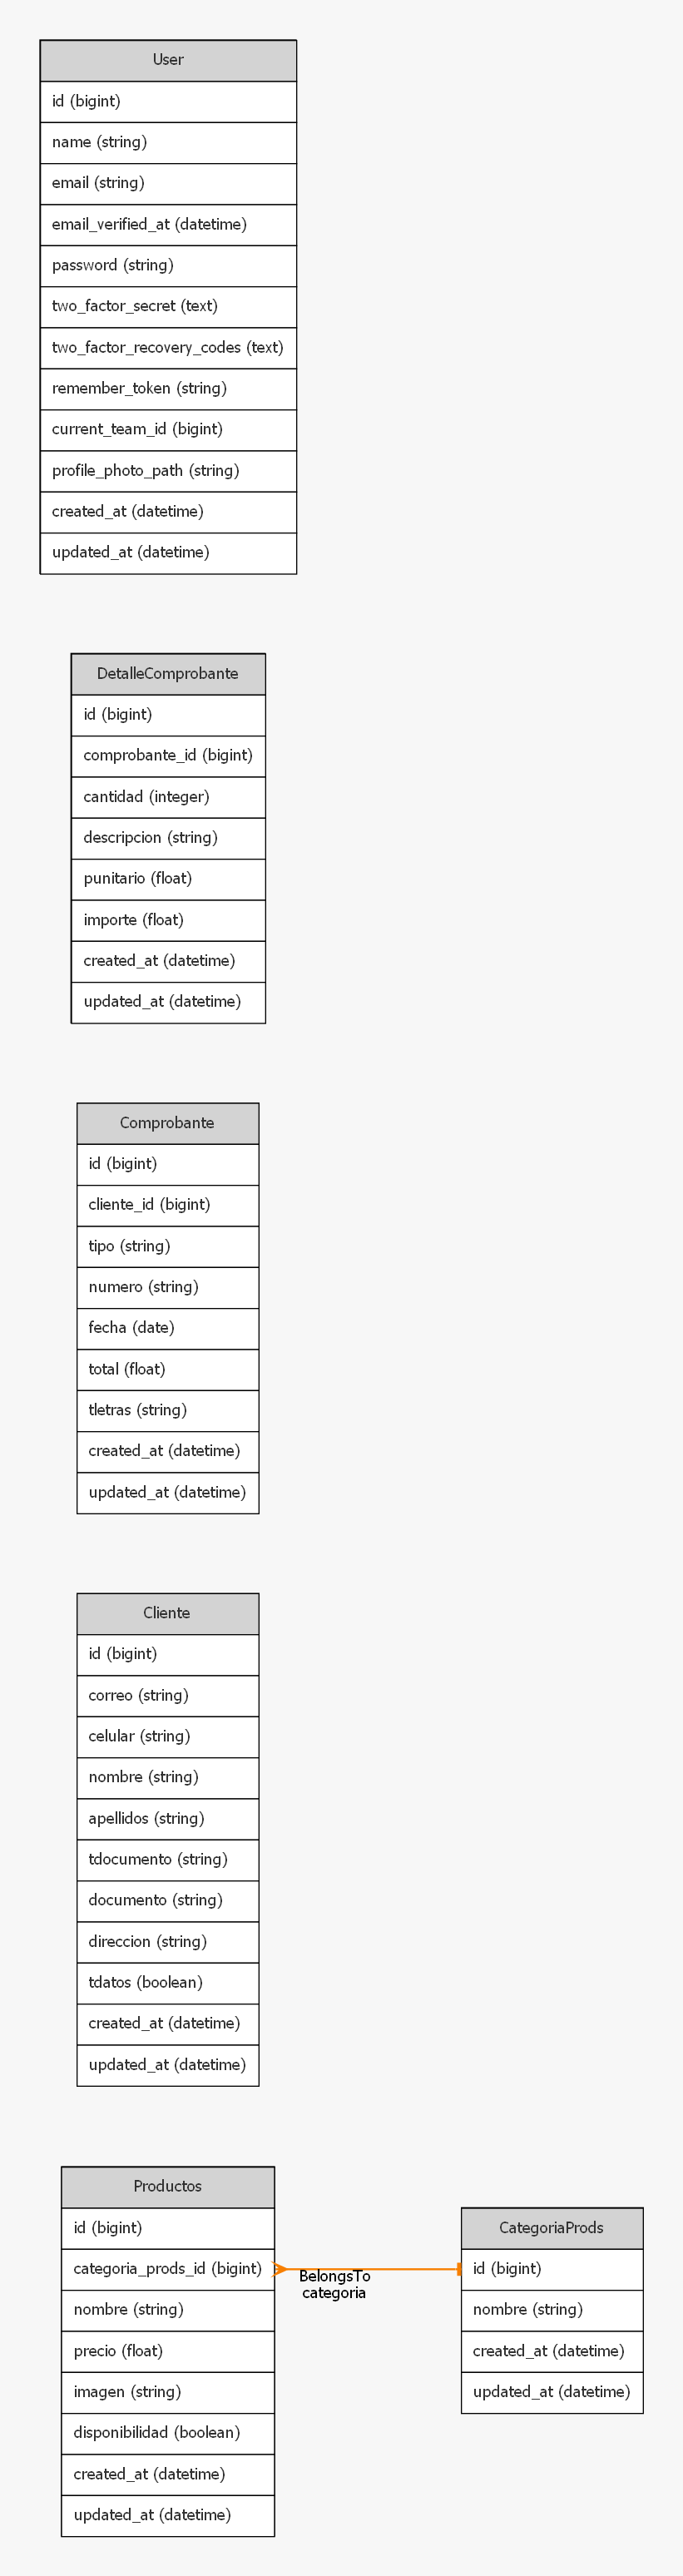 User
id (bigint)
name (string)
email (string)
email_verified_at (datetime)
password (string)
two_factor_secret (text)
two_factor_recovery_codes (text)
remember_token (string)
current_team_id (bigint)
profile_photo_path (string)
created_at (datetime)
updated_at (datetime)
DetalleComprobante
id (bigint)
comprobante_id (bigint)
cantidad (integer)
descripcion (string)
punitario (float)
importe (float)
created_at (datetime)
updated_at (datetime)
Comprobante
id (bigint)
cliente_id (bigint)
tipo (string)
numero (string)
fecha (date)
total (float)
tletras (string)
created_at (datetime)
updated_at (datetime)
Cliente
id (bigint)
correo (string)
celular (string)
nombre (string)
apellidos (string)
tdocumento (string)
documento (string)
direccion (string)
tdatos (boolean)
created_at (datetime)
updated_at (datetime)
Productos
id (bigint)
categoria_prods_id (bigint)
nombre (string)
precio (float)
imagen (string)
disponibilidad (boolean)
created_at (datetime)
updated_at (datetime)
BelongsTo
categoria
CategoriaProds
id (bigint)
nombre (string)
created_at (datetime)
updated_at (datetime)